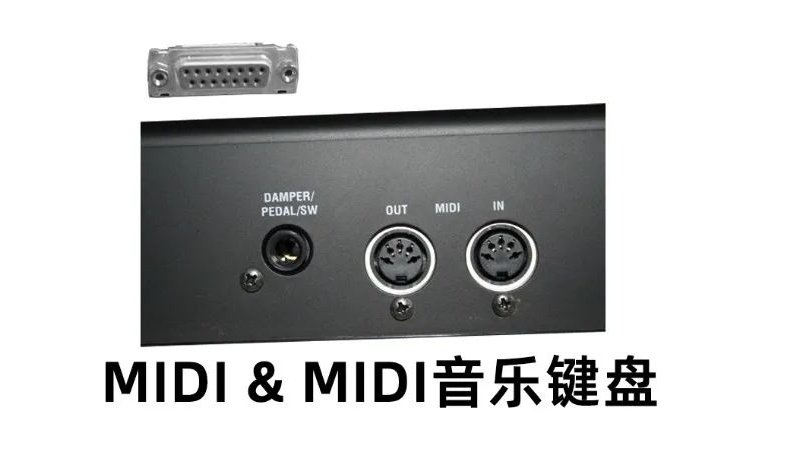 DAMPER/
PEDAL/SW
OUT MIDI IN
MIDI & MIDI音乐键盘